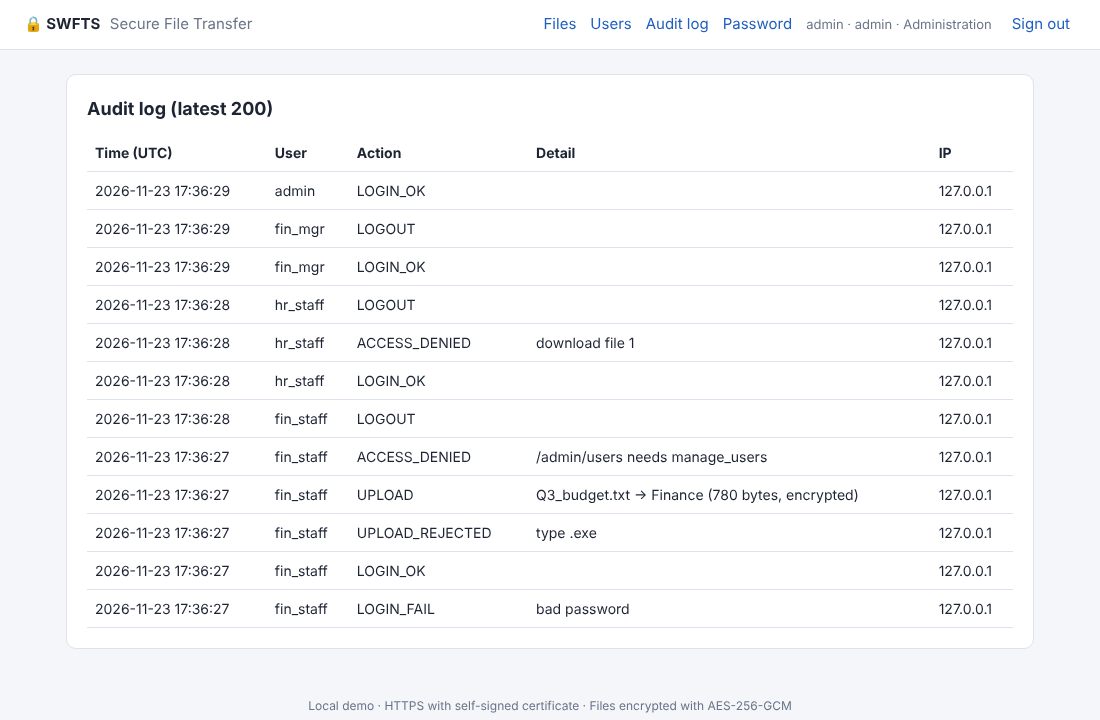 🔒 SWFTS Secure File Transfer Files Users Audit log Password admin · admin · Administration Sign out
Audit log (latest 200)
Time (UTC) User Action Detail IP
2026-11-23 17:36:29 admin LOGIN_OK 127.0.0.1
2026-11-23 17:36:29 fin_mgr LOGOUT 127.0.0.1
2026-11-23 17:36:29 fin_mgr LOGIN_OK 127.0.0.1
2026-11-23 17:36:28 hr_staff LOGOUT 127.0.0.1
2026-11-23 17:36:28 hr_staff ACCESS_DENIED download file 1 127.0.0.1
2026-11-23 17:36:28 hr_staff LOGIN_OK 127.0.0.1
2026-11-23 17:36:28 fin_staff LOGOUT 127.0.0.1
2026-11-23 17:36:27 fin_staff ACCESS_DENIED /admin/users needs manage_users 127.0.0.1
2026-11-23 17:36:27 fin_staff UPLOAD Q3_budget.txt → Finance (780 bytes, encrypted) 127.0.0.1
2026-11-23 17:36:27 fin_staff UPLOAD_REJECTED type .exe 127.0.0.1
2026-11-23 17:36:27 fin_staff LOGIN_OK 127.0.0.1
2026-11-23 17:36:27 fin_staff LOGIN_FAIL bad password 127.0.0.1
Local demo · HTTPS with self-signed certificate · Files encrypted with AES-256-GCM